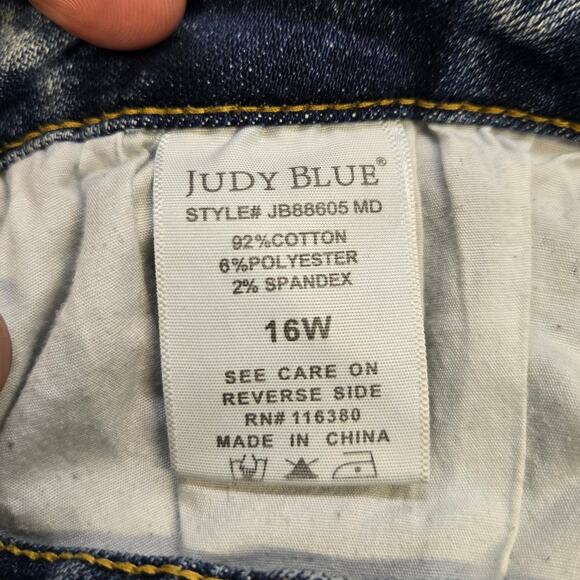 JUDY BLUE®
STYLE# JB88605 MD
92%COTTON
6%POLYESTER
2% SPANDEX
16W
SEE CARE ON
REVERSE SIDE
RN# 116380
MADE IN CHINA